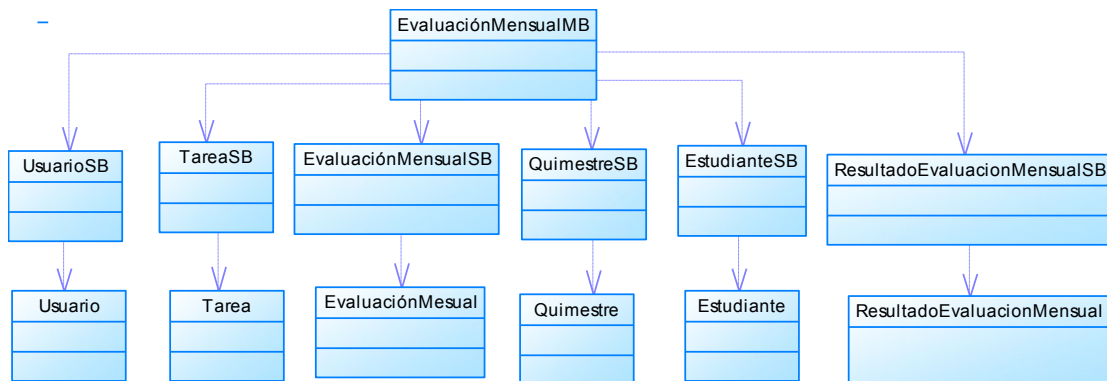 EvaluaciónMensualMB
UsuarioSB
TareaSB
EvaluaciónMensualSB
QuimestreSB
EstudianteSB
ResultadoEvaluacionMensualSB
Usuario
Tarea
EvaluaciónMesual
Quimestre
Estudiante
ResultadoEvaluacionMensual